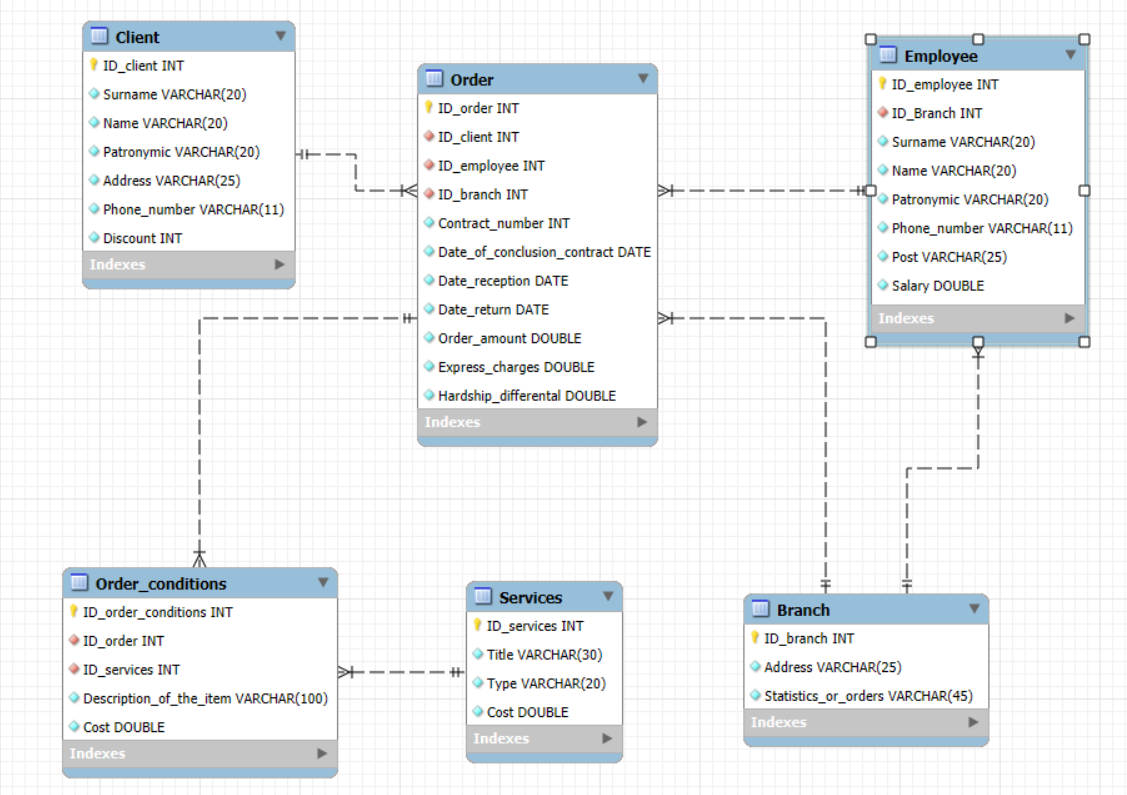 Client
ID_client INT
Surname VARCHAR(20)
Name VARCHAR(20)
Patronymic VARCHAR(20)
Address VARCHAR(25)
Phone_number VARCHAR(11)
Discount INT
Indexes
Order
ID_order INT
ID_client INT
ID_employee INT
ID_branch INT
Contract_number INT
Date_of_conclusion_contract DATE
Date_reception DATE
Date_return DATE
Order_amount DOUBLE
Express_charges DOUBLE
Hardship_differental DOUBLE
Indexes
Employee
ID_employee INT
ID_Branch INT
Surname VARCHAR(20)
Name VARCHAR(20)
Patronymic VARCHAR(20)
Phone_number VARCHAR(11)
Post VARCHAR(25)
Salary DOUBLE
Indexes
Order_conditions
ID_order_conditions INT
ID_order INT
ID_services INT
Description_of_the_item VARCHAR(100)
Cost DOUBLE
Indexes
Services
ID_services INT
Title VARCHAR(30)
Type VARCHAR(20)
Cost DOUBLE
Indexes
Branch
ID_branch INT
Address VARCHAR(25)
Statistics_or_orders VARCHAR(45)
Indexes